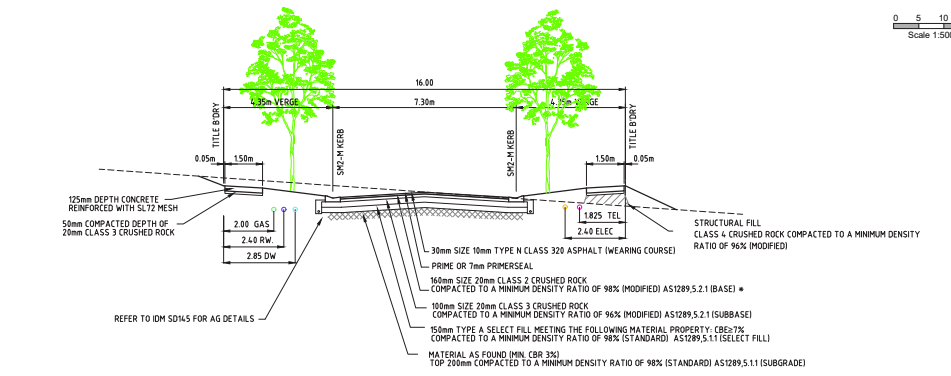 0 5 10
Scale 1:500
16.00
4.35m VERGE
7.30m
4.35m VERGE
TITLE B'DRY
SM2-M KERB
SM2-M KERB
TITLE B'DRY
0.05m
1.50m
1.50m
0.05m
125mm DEPTH CONCRETE
REINFORCED WITH SL72 MESH
50mm COMPACTED DEPTH OF
20mm CLASS 3 CRUSHED ROCK
2.00 GAS
2.40 RW.
2.85 DW
1.825 TEL
2.40 ELEC
STRUCTURAL FILL
CLASS 4 CRUSHED ROCK COMPACTED TO A MINIMUM DENSITY
RATIO OF 96% (MODIFIED)
30mm SIZE 10mm TYPE N CLASS 320 ASPHALT (WEARING COURSE)
PRIME OR 7mm PRIMERSEAL
160mm SIZE 20mm CLASS 2 CRUSHED ROCK
COMPACTED TO A MINIMUM DENSITY RATIO OF 98% (MODIFIED) AS1289,5.2.1 (BASE) *
100mm SIZE 20mm CLASS 3 CRUSHED ROCK
COMPACTED TO A MINIMUM DENSITY RATIO OF 96% (MODIFIED) AS1289,5.2.1 (SUBBASE)
REFER TO IDM SD145 FOR AG DETAILS
150mm TYPE A SELECT FILL MEETING THE FOLLOWING MATERIAL PROPERTY: CBE≥7%
COMPACTED TO A MINIMUM DENSITY RATIO OF 98% (STANDARD) AS1289,5.1.1 (SELECT FILL)
MATERIAL AS FOUND (MIN. CBR 3%)
TOP 200mm COMPACTED TO A MINIMUM DENSITY RATIO OF 98% (STANDARD) AS1289,5.1.1 (SUBGRADE)